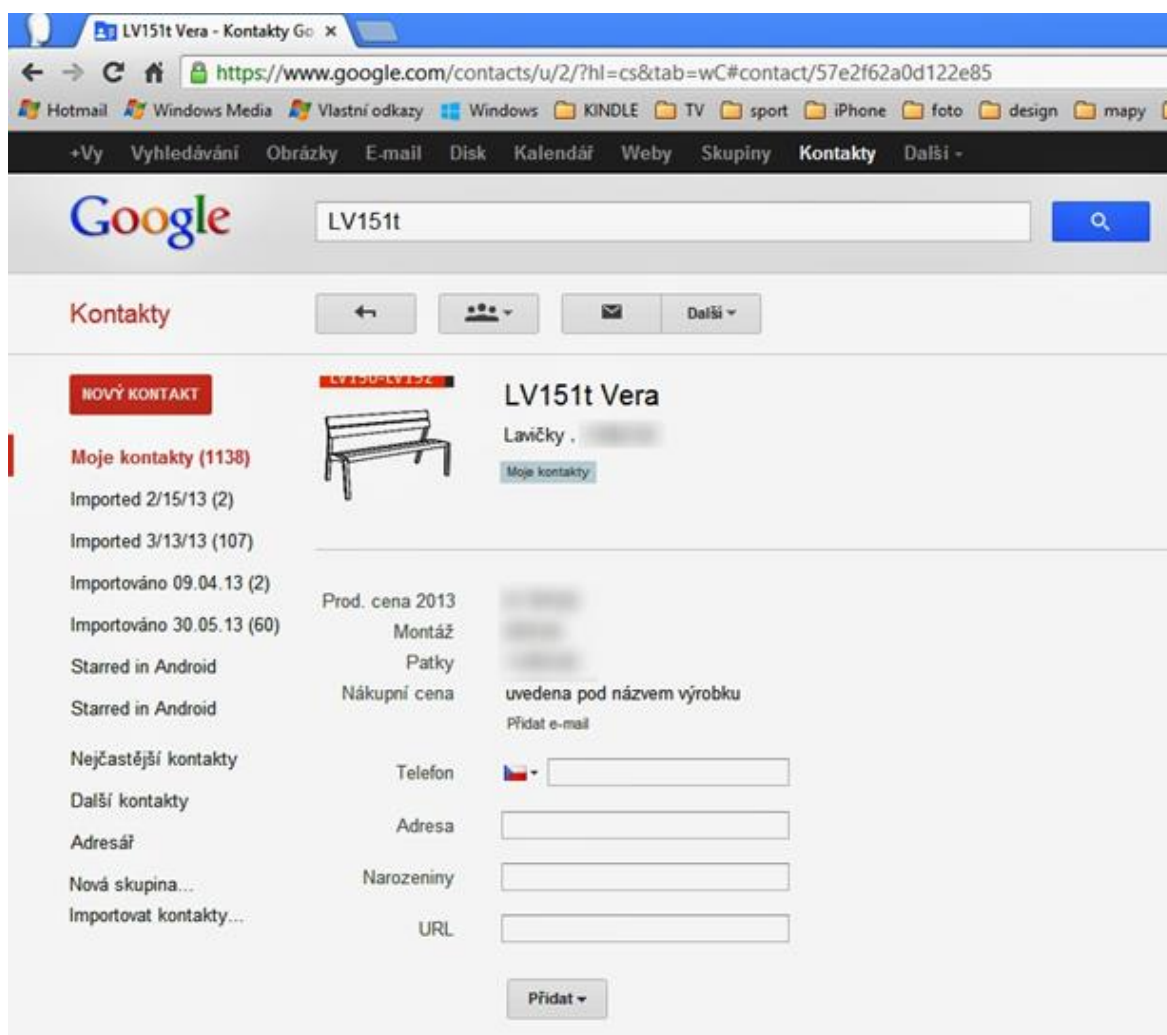 LV151t Vera - Kontakty Go
https://www.google.com/contacts/u/2/?hl=cs&tab=wC#contact/57e2f62a0d122e85
Hotmail Windows Media Vlastní odkazy Windows KINDLE TV sport iPhone foto design mapy
+Vy Vyhledávání Obrázky E-mail Disk Kalendář Weby Skupiny Kontakty Další
Google LV151t
Kontakty Další
NOVÝ KONTAKT
Moje kontakty (1138)
Imported 2/15/13 (2)
Imported 3/13/13 (107)
Importováno 09.04.13 (2)
Importováno 30.05.13 (60)
Starred in Android
Starred in Android
Nejčastější kontakty
Další kontakty
Adresář
Nová skupina...
Importovat kontakty...
LV150-LV152
LV151t Vera
Lavičky .
Moje kontakty
Prod. cena 2013
Montáž
Patky
Nákupní cena uvedena pod názvem výrobku
Přidat e-mail
Telefon
Adresa
Narozeniny
URL
Přidat